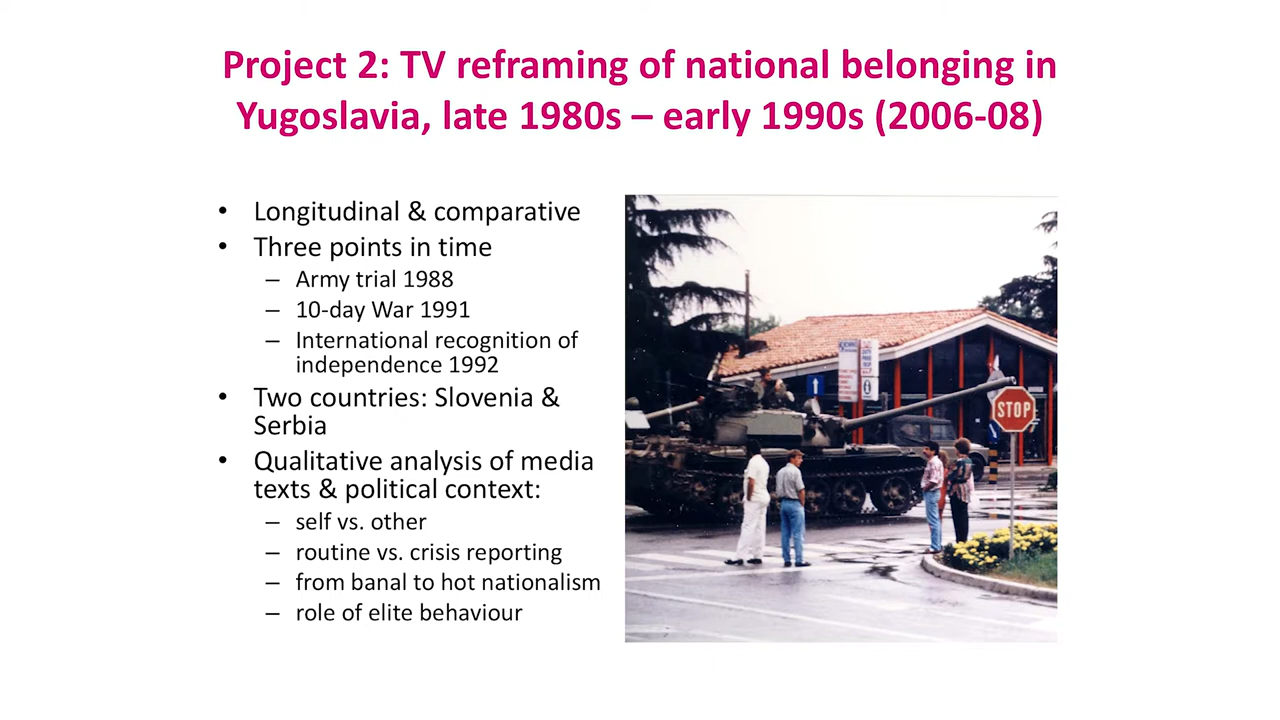 Project 2: TV reframing of national belonging in
Yugoslavia, late 1980s – early 1990s (2006-08)
• Longitudinal & comparative
• Three points in time
– Army trial 1988
– 10-day War 1991
– International recognition of
independence 1992
• Two countries: Slovenia &
Serbia
• Qualitative analysis of media
texts & political context:
– self vs. other
– routine vs. crisis reporting
– from banal to hot nationalism
– role of elite behaviour
STOP